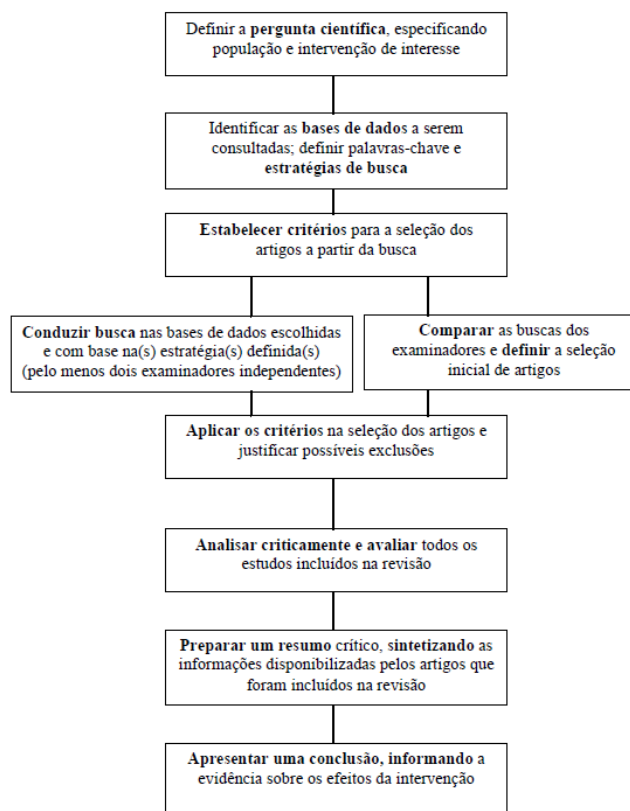 Definir a pergunta científica, especificando
população e intervenção de interesse
Identificar as bases de dados a serem
consultadas; definir palavras-chave e
estratégias de busca
Estabelecer critérios para a seleção dos
artigos a partir da busca
Conduzir busca nas bases de dados escolhidas
e com base na(s) estratégia(s) definida(s)
(pelo menos dois examinadores independentes)
Comparar as buscas dos
examinadores e definir a seleção
inicial de artigos
Aplicar os critérios na seleção dos artigos e
justificar possíveis exclusões
Analisar criticamente e avaliar todos os
estudos incluídos na revisão
Preparar um resumo crítico, sintetizando as
informações disponibilizadas pelos artigos que
foram incluídos na revisão
Apresentar uma conclusão, informando a
evidência sobre os efeitos da intervenção